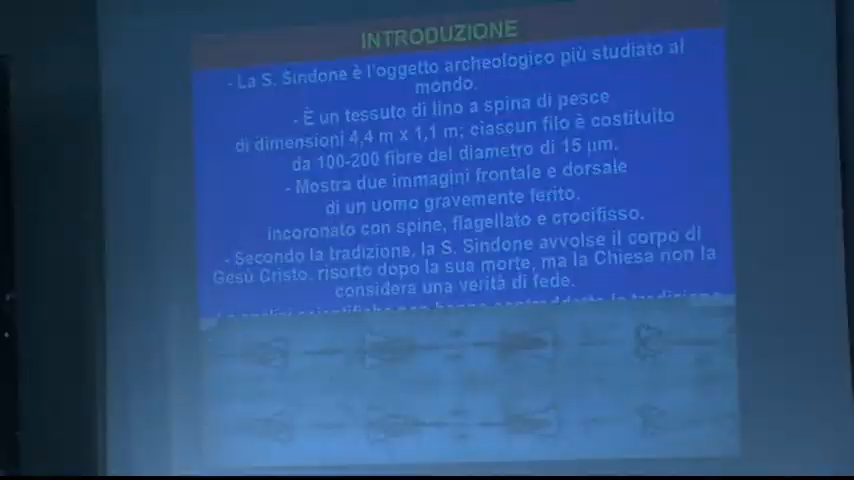 INTRODUZIONE
- La S. Sindone è l'oggetto archeologico più studiato al
mondo.
- È un tessuto di lino a spina di pesce
di dimensioni 4,4 m x 1,1 m; ciascun filo è costituito
da 100-200 fibre del diametro di 15 µm.
- Mostra due immagini frontale e dorsale
di un uomo gravemente ferito,
incoronato con spine, flagellato e crocifisso.
- Secondo la tradizione, la S. Sindone avvolse il corpo di
Gesù Cristo, risorto dopo la sua morte, ma la Chiesa non la
considera una verità di fede.